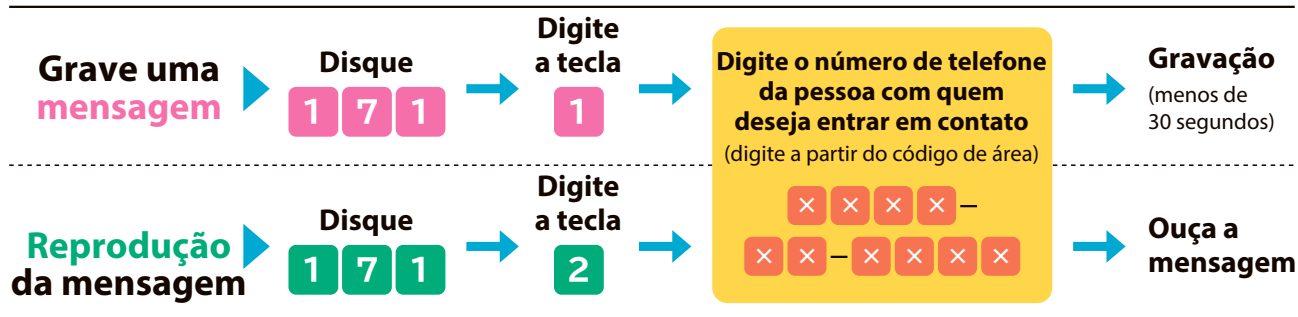 Grave uma
mensagem
Disque
1 7 1
Digite
a tecla
1
Digite o número de telefone
da pessoa com quem
deseja entrar em contato
(digite a partir do código de área)
× × × × –
× × – × × × ×
Gravação
(menos de
30 segundos)
Reprodução
da mensagem
Disque
1 7 1
Digite
a tecla
2
Ouça a
mensagem